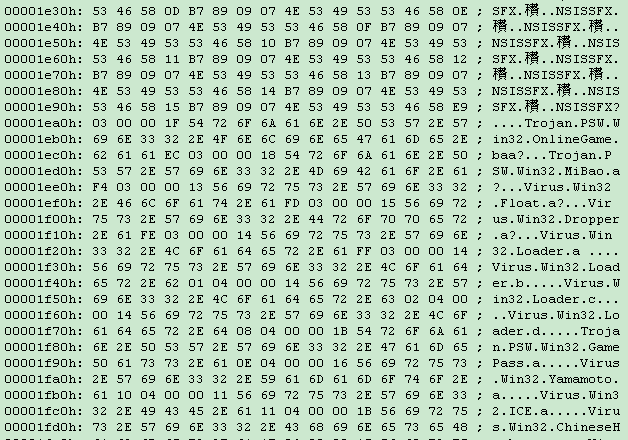 00001e30h: 53 46 58 0D B7 89 09 07 4E 53 49 53 53 46 58 0E ; SFX.穳..NSISSFX.
00001e40h: B7 89 09 07 4E 53 49 53 53 46 58 0F B7 89 09 07 ; 穳..NSISSFX.穳..
00001e50h: 4E 53 49 53 53 46 58 10 B7 89 09 07 4E 53 49 53 ; NSISSFX.穳..NSIS
00001e60h: 53 46 58 11 B7 89 09 07 4E 53 49 53 53 46 58 12 ; SFX.穳..NSISSFX.
00001e70h: B7 89 09 07 4E 53 49 53 53 46 58 13 B7 89 09 07 ; 穳..NSISSFX.穳..
00001e80h: 4E 53 49 53 53 46 58 14 B7 89 09 07 4E 53 49 53 ; NSISSFX.穳..NSIS
00001e90h: 53 46 58 15 B7 89 09 07 4E 53 49 53 53 46 58 E9 ; SFX.穳..NSISSFX?
00001ea0h: 03 00 00 1F 54 72 6F 6A 61 6E 2E 50 53 57 2E 57 ; ....Trojan.PSW.W
00001eb0h: 69 6E 33 32 2E 4F 6E 6C 69 6E 65 47 61 6D 65 2E ; in32.OnlineGame.
00001ec0h: 62 61 61 EC 03 00 00 18 54 72 6F 6A 61 6E 2E 50 ; baa?...Trojan.P
00001ed0h: 53 57 2E 57 69 6E 33 32 2E 4D 69 42 61 6F 2E 61 ; SW.Win32.MiBao.a
00001ee0h: F4 03 00 00 13 56 69 72 75 73 2E 57 69 6E 33 32 ; ?...Virus.Win32
00001ef0h: 2E 46 6C 6F 61 74 2E 61 FD 03 00 00 15 56 69 72 ; .Float.a?...Vir
00001f00h: 75 73 2E 57 69 6E 33 32 2E 44 72 6F 70 70 65 72 ; us.Win32.Dropper
00001f10h: 2E 61 FE 03 00 00 14 56 69 72 75 73 2E 57 69 6E ; .a?...Virus.Win
00001f20h: 33 32 2E 4C 6F 61 64 65 72 2E 61 FF 03 00 00 14 ; 32.Loader.a ....
00001f30h: 56 69 72 75 73 2E 57 69 6E 33 32 2E 4C 6F 61 64 ; Virus.Win32.Load
00001f40h: 65 72 2E 62 01 04 00 00 14 56 69 72 75 73 2E 57 ; er.b.....Virus.W
00001f50h: 69 6E 33 32 2E 4C 6F 61 64 65 72 2E 63 02 04 00 ; in32.Loader.c...
00001f60h: 00 14 56 69 72 75 73 2E 57 69 6E 33 32 2E 4C 6F ; ..Virus.Win32.Lo
00001f70h: 61 64 65 72 2E 64 08 04 00 00 1B 54 72 6F 6A 61 ; ader.d.....Troja
00001f80h: 6E 2E 50 53 57 2E 57 69 6E 33 32 2E 47 61 6D 65 ; n.PSW.Win32.Game
00001f90h: 50 61 73 73 2E 61 0E 04 00 00 16 56 69 72 75 73 ; Pass.a.....Virus
00001fa0h: 2E 57 69 6E 33 32 2E 59 61 6D 61 6D 6F 74 6F 2E ; .Win32.Yamamoto.
00001fb0h: 61 10 04 00 00 11 56 69 72 75 73 2E 57 69 6E 33 ; a.....Virus.Win3
00001fc0h: 32 2E 49 43 45 2E 61 11 04 00 00 1B 56 69 72 75 ; 2.ICE.a.....Viru
00001fd0h: 73 2E 57 69 6E 33 32 2E 43 68 69 6E 65 73 65 48 ; s.Win32.ChineseH